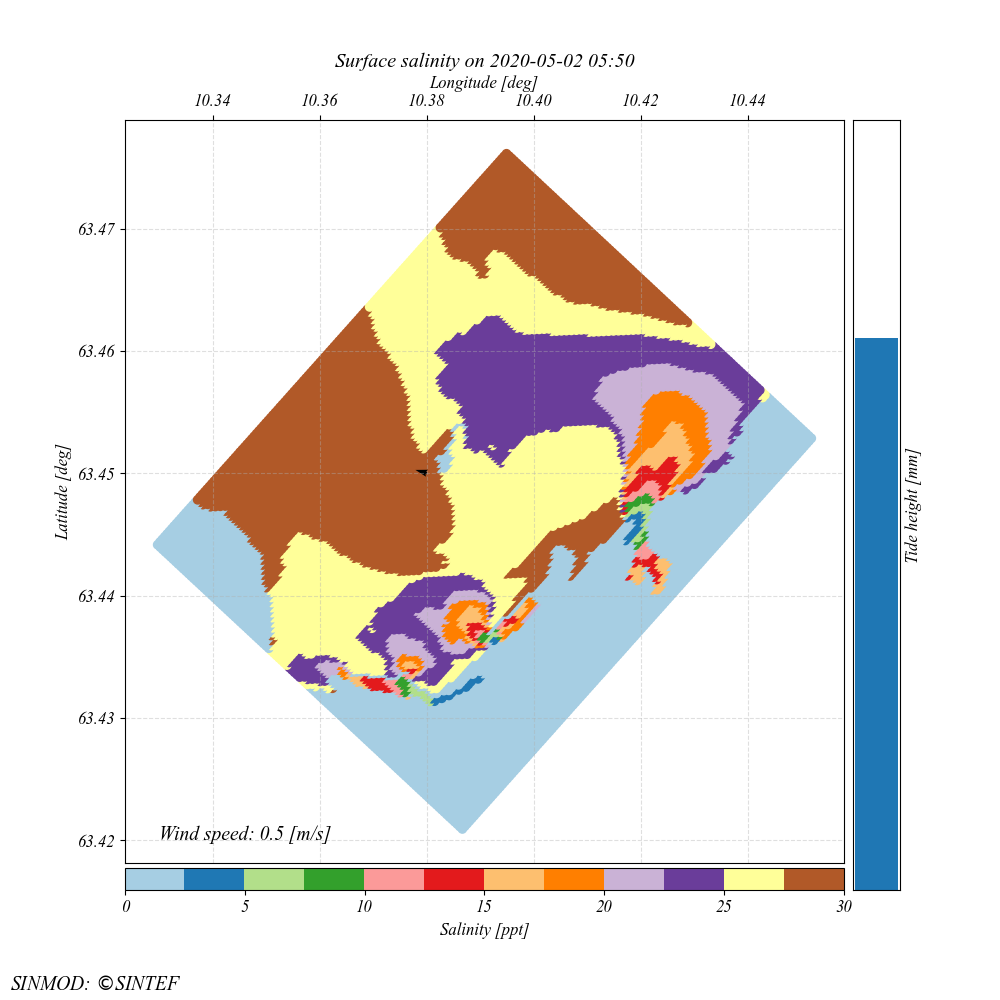 Surface salinity on 2020-05-02 05:50
Longitude [deg]
10.34 10.36 10.38 10.40 10.42 10.44
63.47
63.46
63.45
63.44
63.43
63.42
Latitude [deg]
Tide height [mm]
Wind speed: 0.5 [m/s]
0 5 10 15 20 25 30
Salinity [ppt]
SINMOD: ©SINTEF